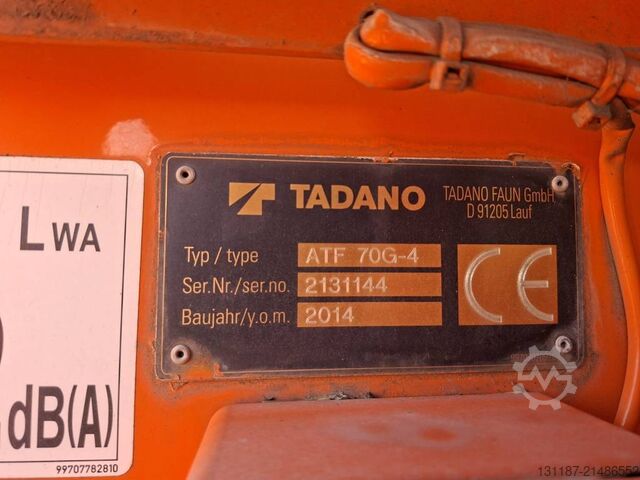 LWA
dB(A)
99707782810
TADANO
TADANO FAUN GmbH
D 91205 Lauf
Typ / type ATF 70G-4
Ser.Nr./ser.no. 2131144
Baujahr/y.o.m. 2014
CE
131187-21486552